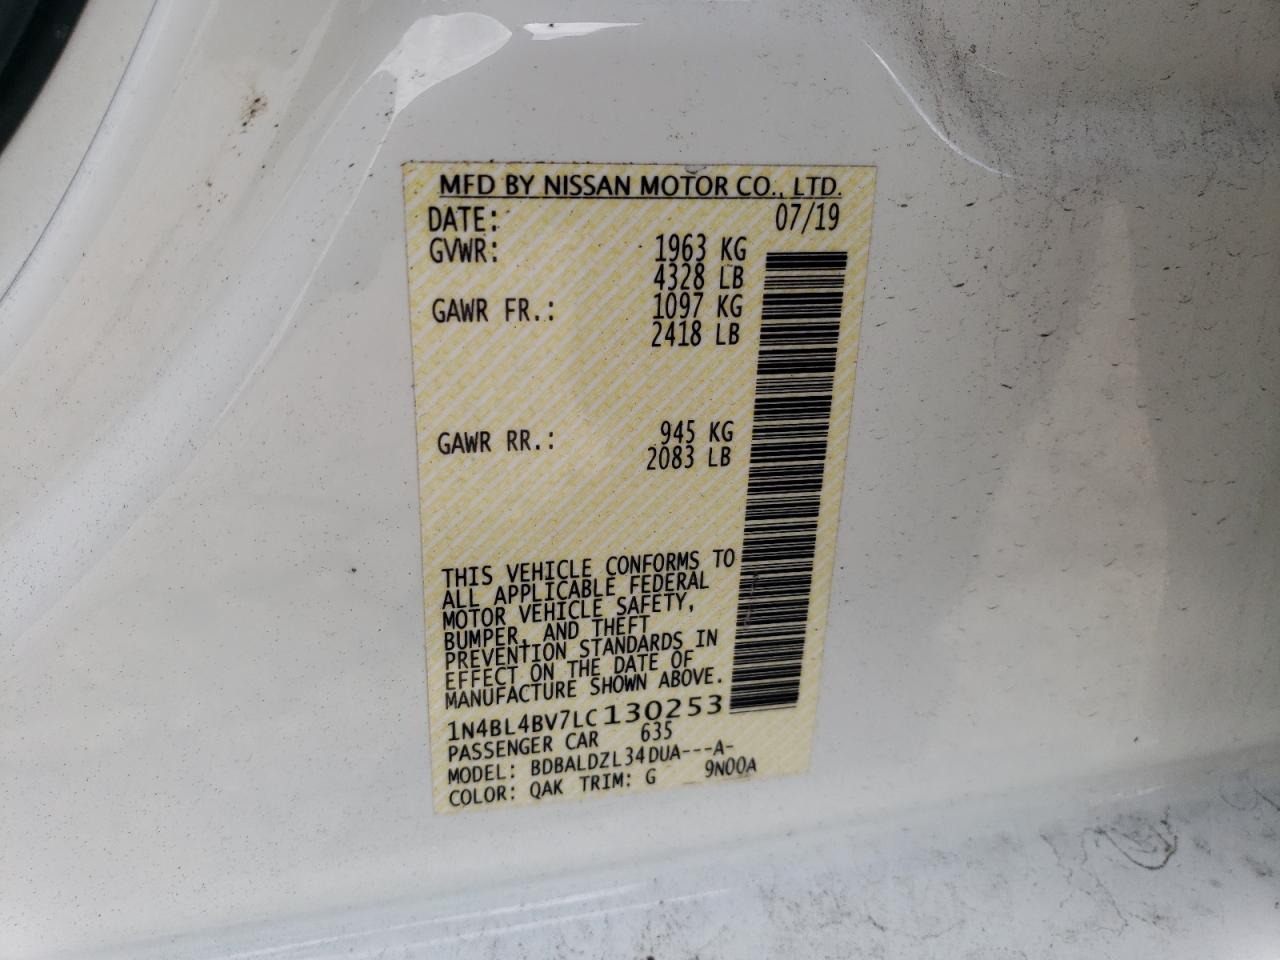 MFD BY NISSAN MOTOR CO., LTD.
DATE: 07/19
GVWR: 1963 KG
4328 LB
GAWR FR.: 1097 KG
2418 LB
GAWR RR.: 945 KG
2083 LB
THIS VEHICLE CONFORMS TO
ALL APPLICABLE FEDERAL
MOTOR VEHICLE SAFETY,
BUMPER, AND THEFT
PREVENTION STANDARDS IN
EFFECT ON THE DATE OF
MANUFACTURE SHOWN ABOVE.
1N4BL4BV7LC130253
PASSENGER CAR 635
MODEL: BDBALDZL34DUA---A-
COLOR: QAK TRIM: G 9N00A